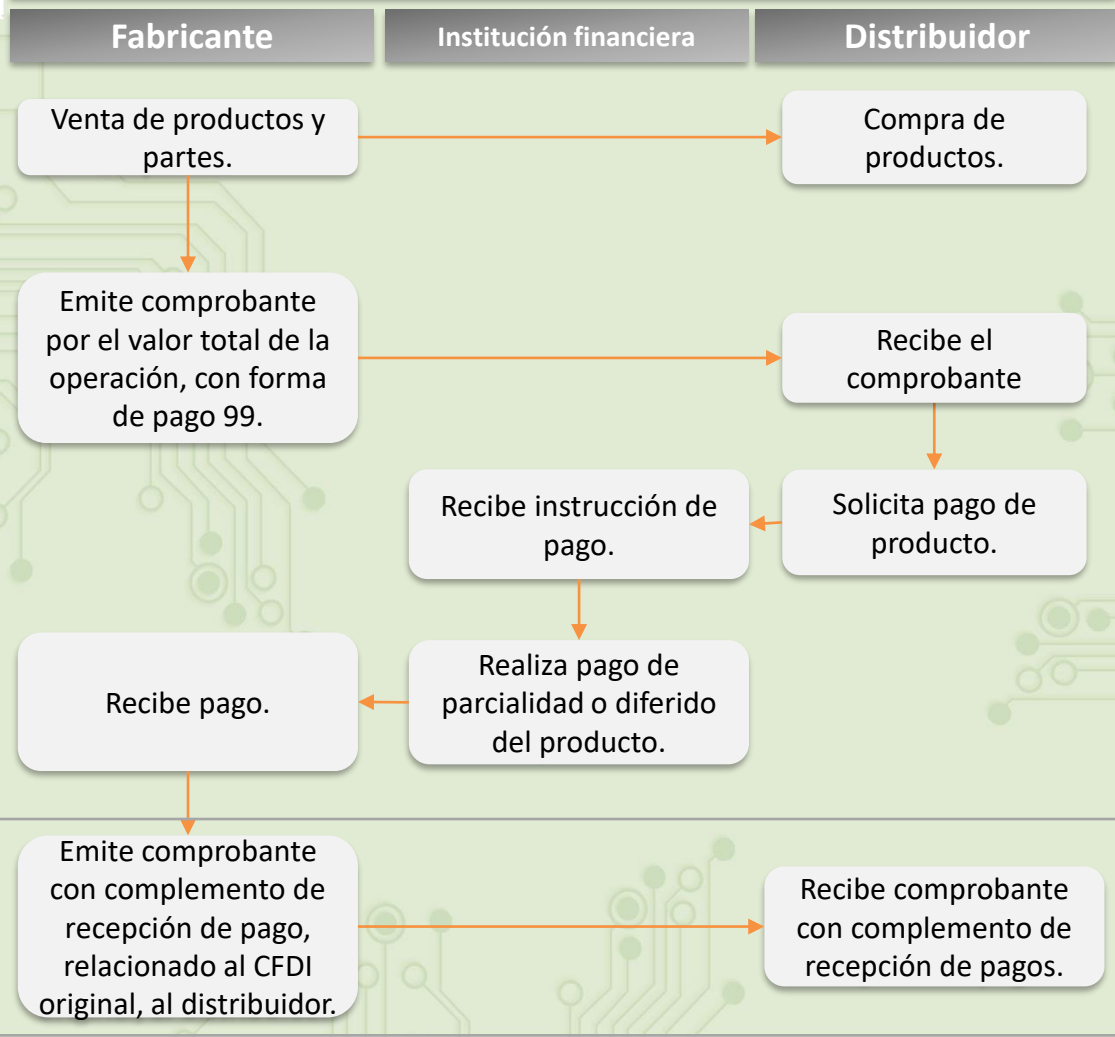 Fabricante
Institución financiera
Distribuidor
Venta de productos y
partes.
Compra de
productos.
Emite comprobante
por el valor total de la
operación, con forma
de pago 99.
Recibe el
comprobante
Recibe instrucción de
pago.
Solicita pago de
producto.
Recibe pago.
Realiza pago de
parcialidad o diferido
del producto.
Emite comprobante
con complemento de
recepción de pago,
relacionado al CFDI
original, al distribuidor.
Recibe comprobante
con complemento de
recepción de pagos.